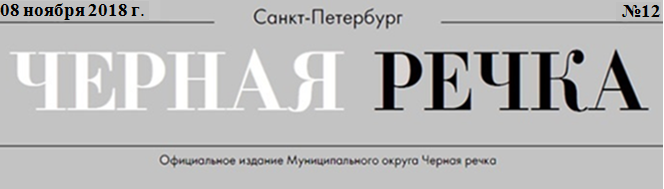 08 ноября 2018 г. Санкт-Петербург №12
ЧЕРНАЯ РЕЧКА
Официальное издание Муниципального округа Черная речка